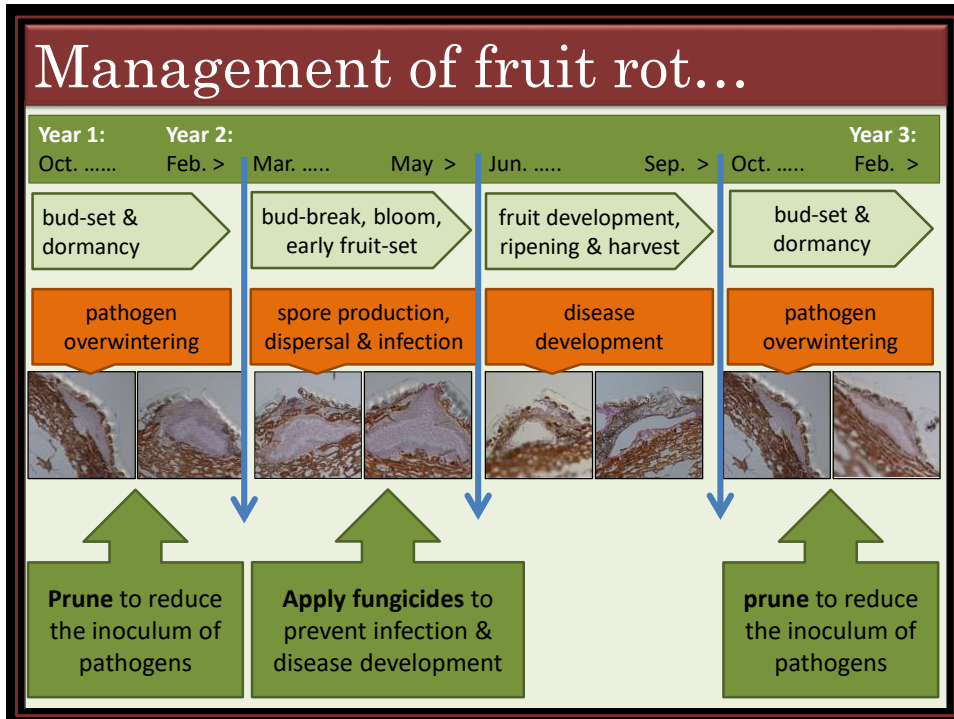 Management of fruit rot…
Year 1: Year 2: Year 3:
Oct. …… Feb. > Mar. ….. May > Jun. ….. Sep. > Oct. ….. Feb. >
bud-set &
dormancy
bud-break, bloom,
early fruit-set
fruit development,
ripening & harvest
bud-set &
dormancy
pathogen
overwintering
spore production,
dispersal & infection
disease
development
pathogen
overwintering
Prune to reduce
the inoculum of
pathogens
Apply fungicides to
prevent infection &
disease development
prune to reduce
the inoculum of
pathogens